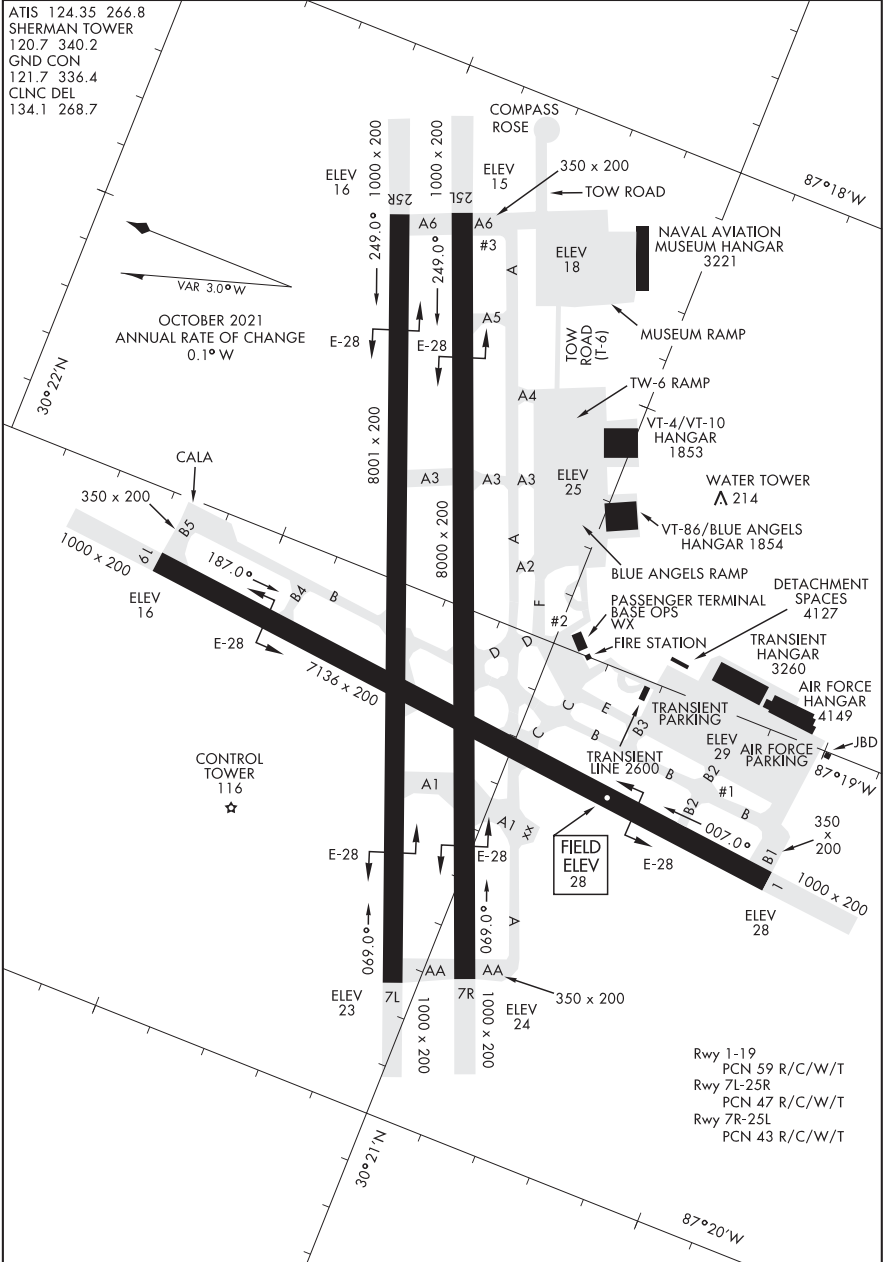 ATIS 124.35 266.8
SHERMAN TOWER
120.7 340.2
GND CON
121.7 336.4
CLNC DEL
134.1 268.7
COMPASS
ROSE
87°18'W
1000 x 200
1000 x 200
ELEV
16
ELEV
15
350 x 200
TOW ROAD
25R
25L
A6
A6
#3
249.0°
249.0°
A
ELEV
18
NAVAL AVIATION
MUSEUM HANGAR
3221
VAR 3.0° W
OCTOBER 2021
ANNUAL RATE OF CHANGE
0.1° W
E-28
E-28
A5
TOW
ROAD
(T-6)
MUSEUM RAMP
30°22'N
TW-6 RAMP
A4
VT-4/VT-10
HANGAR
1853
8001 x 200
8000 x 200
CALA
A3
A3
A3
ELEV
25
WATER TOWER
214
350 x 200
B5
VT-86/BLUE ANGELS
HANGAR 1854
1000 x 200
19
A
A2
BLUE ANGELS RAMP
187.0°
B4
B
ELEV
16
F
#2
PASSENGER TERMINAL
BASE OPS
WX
FIRE STATION
DETACHMENT
SPACES
4127
E-28
7136 x 200
D
D
TRANSIENT
HANGAR
3260
AIR FORCE
HANGAR
4149
C
E
C
B
B3
TRANSIENT
PARKING
TRANSIENT
LINE 2600
ELEV
29
AIR FORCE
PARKING
JBD
87°19'W
CONTROL
TOWER
116
A1
A1
XX
B
B2
B2
#1
B
007.0°
B1
350
x
200
E-28
E-28
FIELD
ELEV
28
E-28
1
1000 x 200
ELEV
28
069.0°
069.0°
A
AA
AA
ELEV
23
7L
7R
ELEV
24
350 x 200
1000 x 200
1000 x 200
Rwy 1-19
PCN 59 R/C/W/T
Rwy 7L-25R
PCN 47 R/C/W/T
Rwy 7R-25L
PCN 43 R/C/W/T
30°21'N
87°20'W